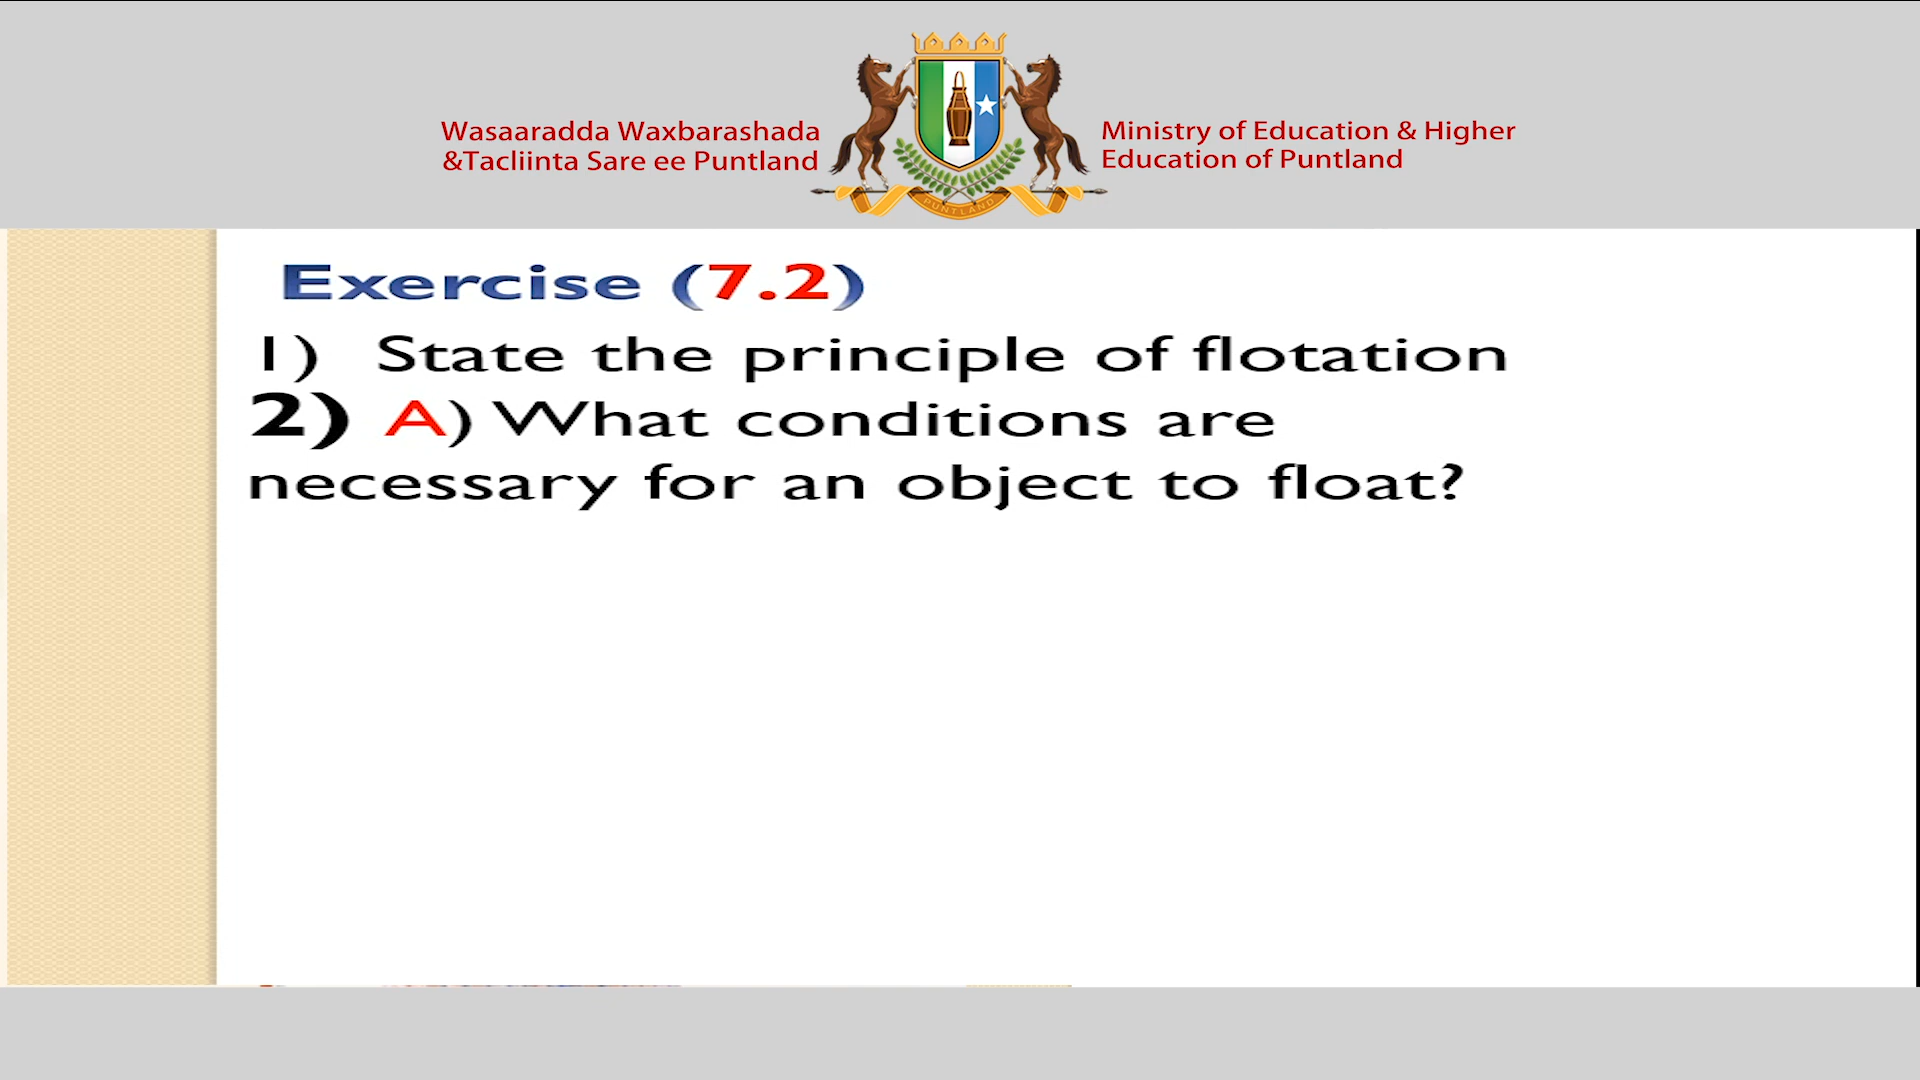 Wasaaradda Waxbarashada
&Tacliinta Sare ee Puntland
PUNTLAND
Ministry of Education & Higher
Education of Puntland
Exercise (7.2)
1) State the principle of flotation
2) A) What conditions are
necessary for an object to float?